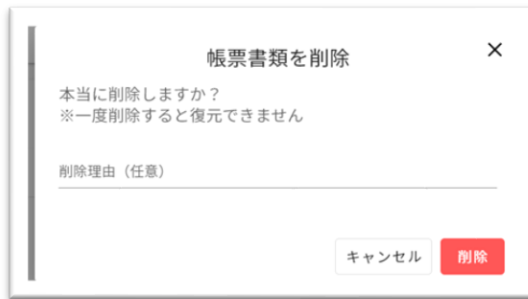 帳票書類を削除
本当に削除しますか？
※一度削除すると復元できません
削除理由（任意）
キャンセル
削除